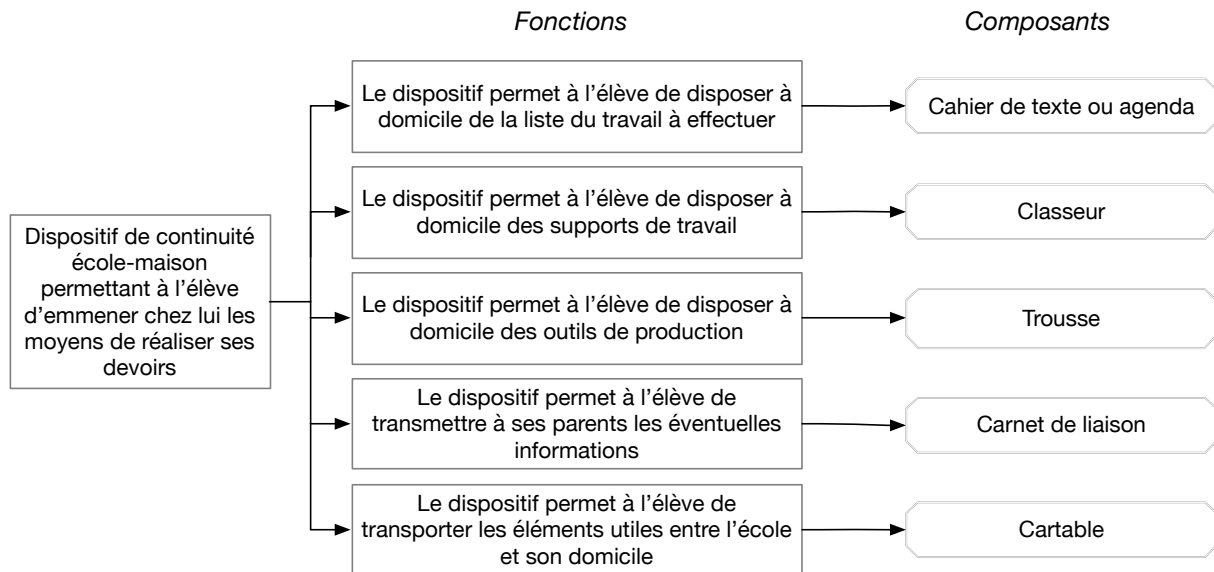 Fonctions
Composants
Dispositif de continuité
école-maison
permettant à l’élève
d’emmener chez lui les
moyens de réaliser ses
devoirs
Le dispositif permet à l’élève de disposer à
domicile de la liste du travail à effectuer
Cahier de texte ou agenda
Le dispositif permet à l’élève de disposer à
domicile des supports de travail
Classeur
Le dispositif permet à l’élève de disposer à
domicile des outils de production
Trousse
Le dispositif permet à l’élève de
transmettre à ses parents les éventuelles
informations
Carnet de liaison
Le dispositif permet à l’élève de
transporter les éléments utiles entre l’école
et son domicile
Cartable